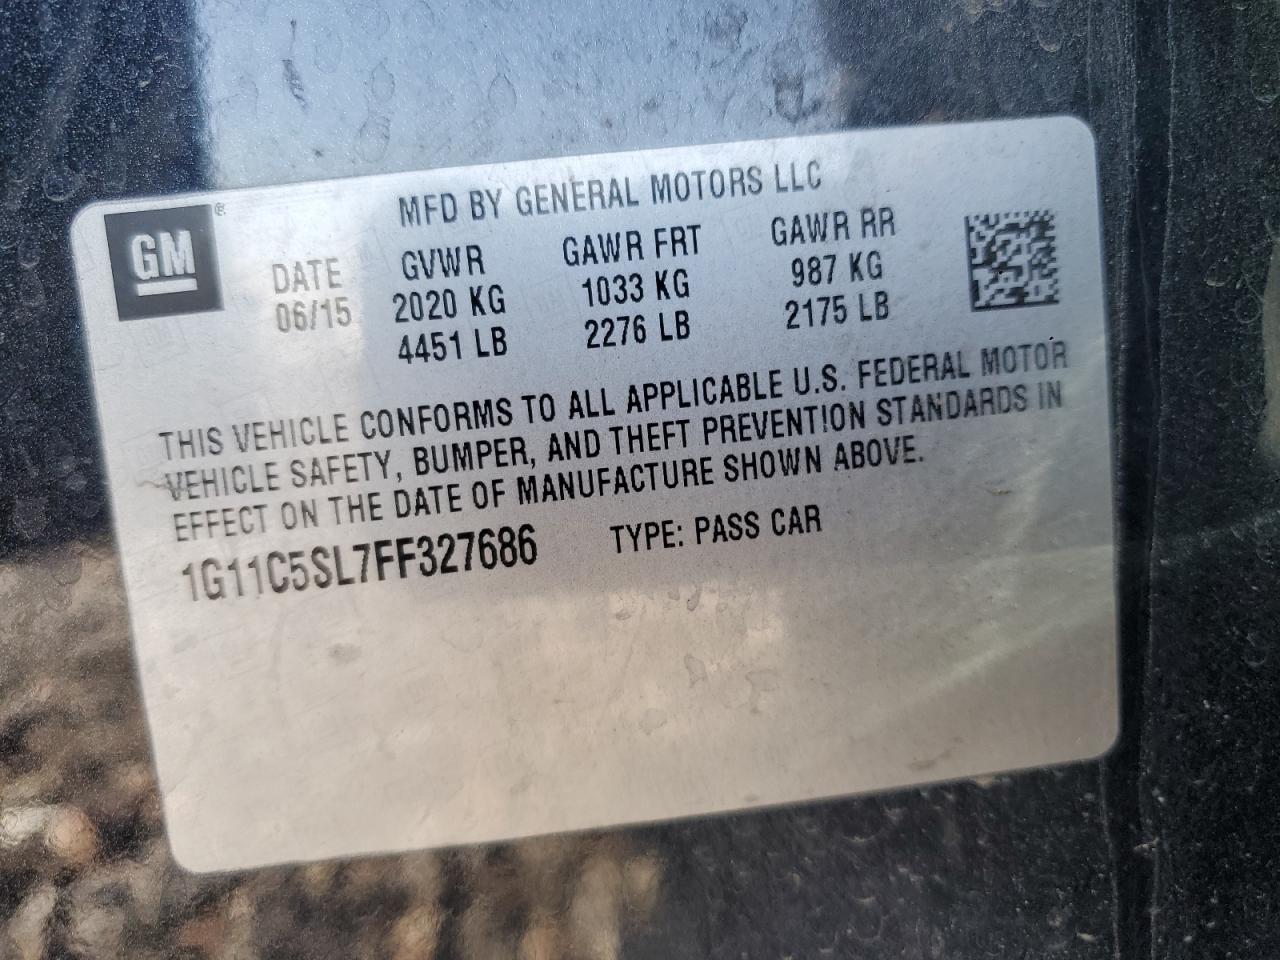 MFD BY GENERAL MOTORS LLC
GM®
DATE GVWR GAWR FRT GAWR RR
06/15 2020 KG 1033 KG 987 KG
4451 LB 2276 LB 2175 LB
THIS VEHICLE CONFORMS TO ALL APPLICABLE U.S. FEDERAL MOTOR
VEHICLE SAFETY, BUMPER, AND THEFT PREVENTION STANDARDS IN
EFFECT ON THE DATE OF MANUFACTURE SHOWN ABOVE.
1G11C5SL7FF327686 TYPE: PASS CAR